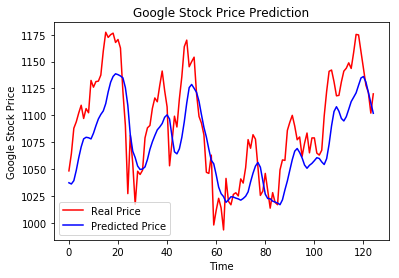 Google Stock Price Prediction
1175
1150
1125
1100
1075
1050
1025
1000
Google Stock Price
Real Price
Predicted Price
0 20 40 60 80 100 120
Time